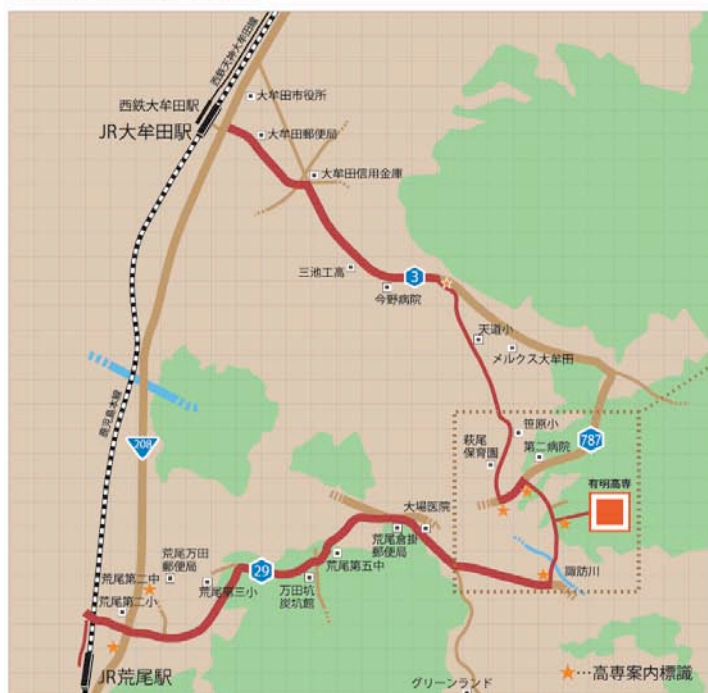 西鉄天神大牟田線
西鉄大牟田駅
JR大牟田駅
大牟田市役所
大牟田郵便局
大牟田信用金庫
三池工高
今野病院
3
天道小
メルクス大牟田
鹿児島本線
208
笹原小
萩尾
保育園
第二病院
787
有明高専
大場医院
荒尾倉掛
郵便局
荒尾万田
郵便局
荒尾第二中
荒尾第三小
29
万田坑
炭坑館
荒尾第五中
諏訪川
荒尾第二小
JR荒尾駅
グリーンランド
★…高専案内標識